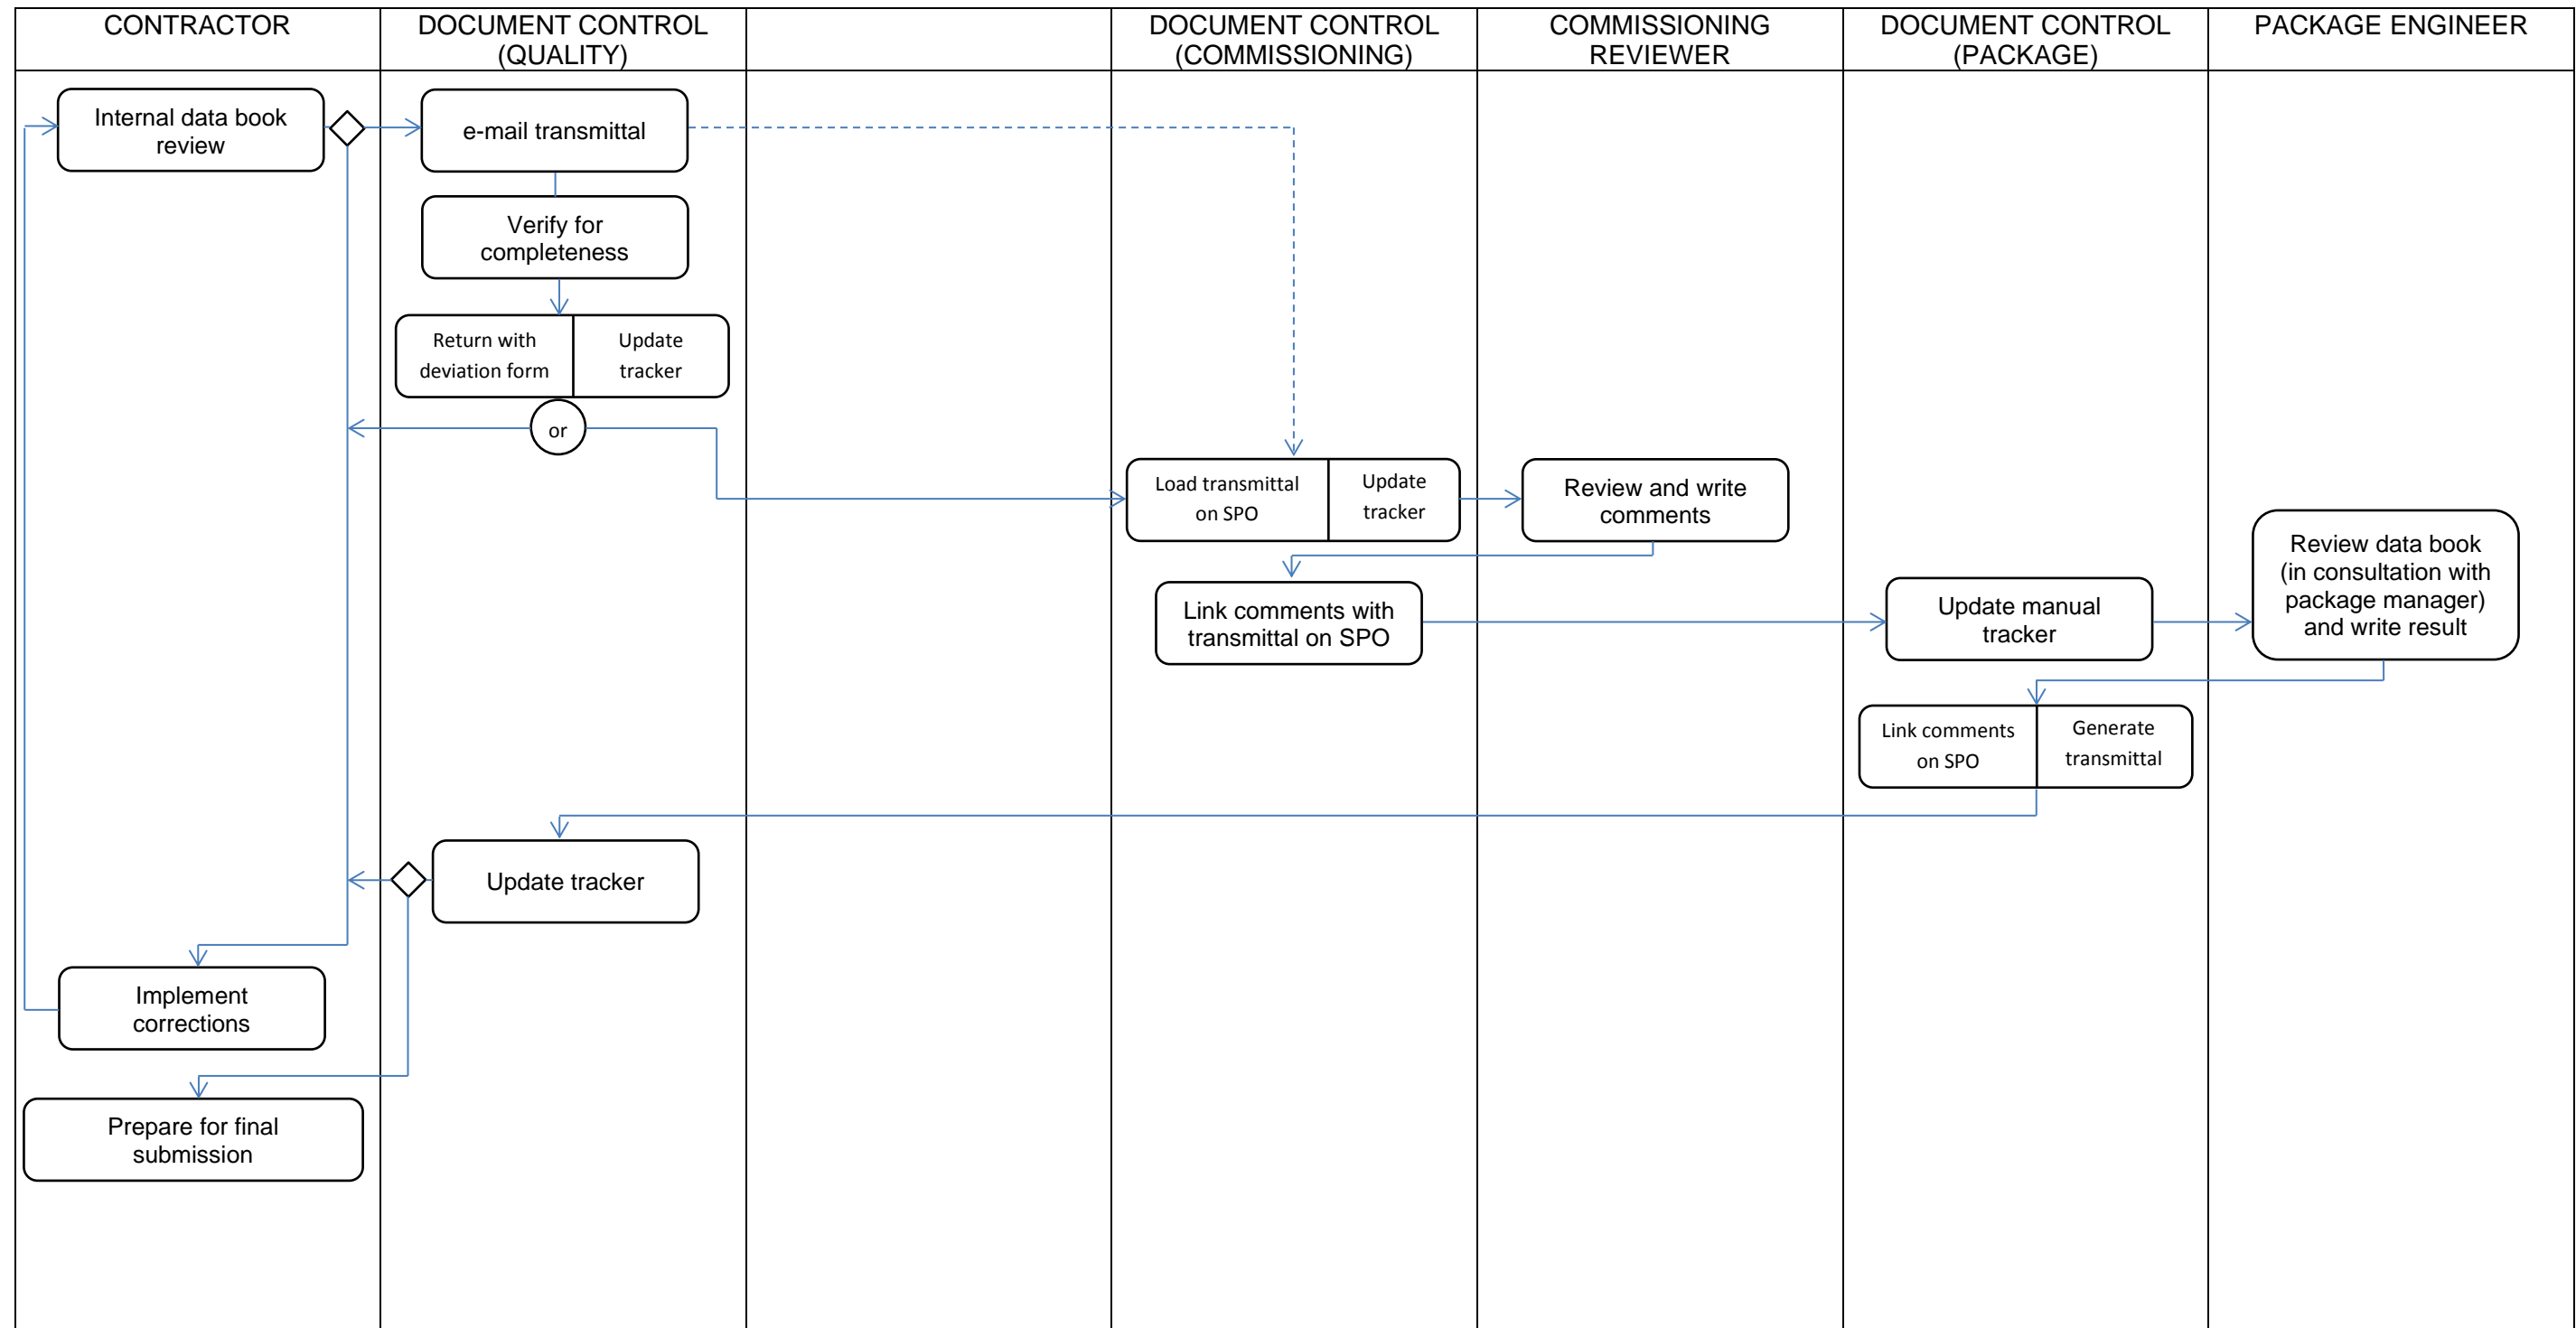 CONTRACTOR
DOCUMENT CONTROL
(QUALITY)
DOCUMENT CONTROL
(COMMISSIONING)
COMMISSIONING
REVIEWER
DOCUMENT CONTROL
(PACKAGE)
PACKAGE ENGINEER
Internal data book
review
e-mail transmittal
Verify for
completeness
Return with
deviation form
Update
tracker
or
Load transmittal
on SPO
Update
tracker
Review and write
comments
Link comments with
transmittal on SPO
Update manual
tracker
Review data book
(in consultation with
package manager)
and write result
Link comments
on SPO
Generate
transmittal
Update tracker
Implement
corrections
Prepare for final
submission